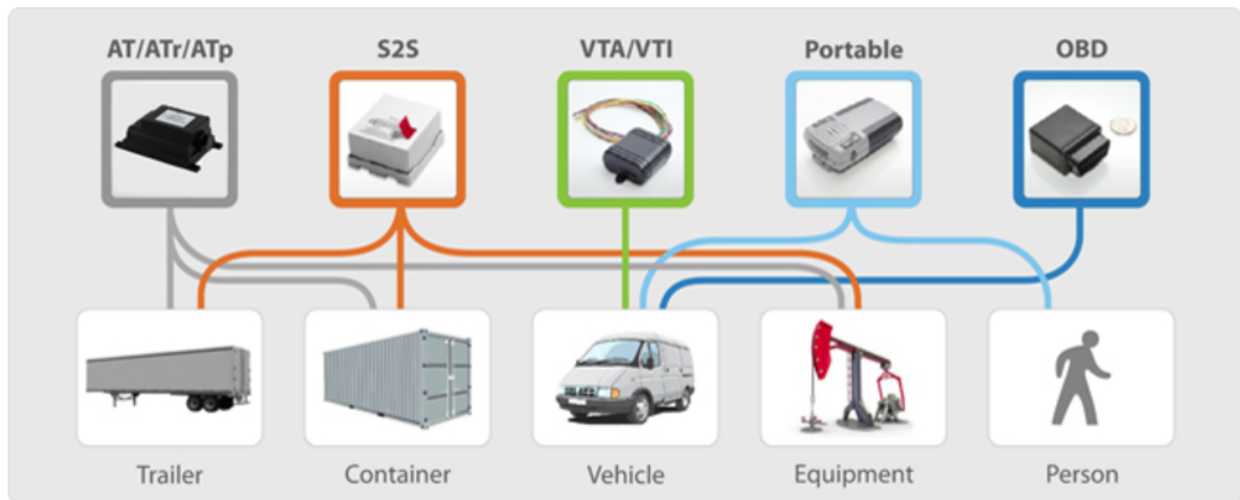 AT/ATr/ATp S2S VTA/VTI Portable OBD
Trailer Container Vehicle Equipment Person